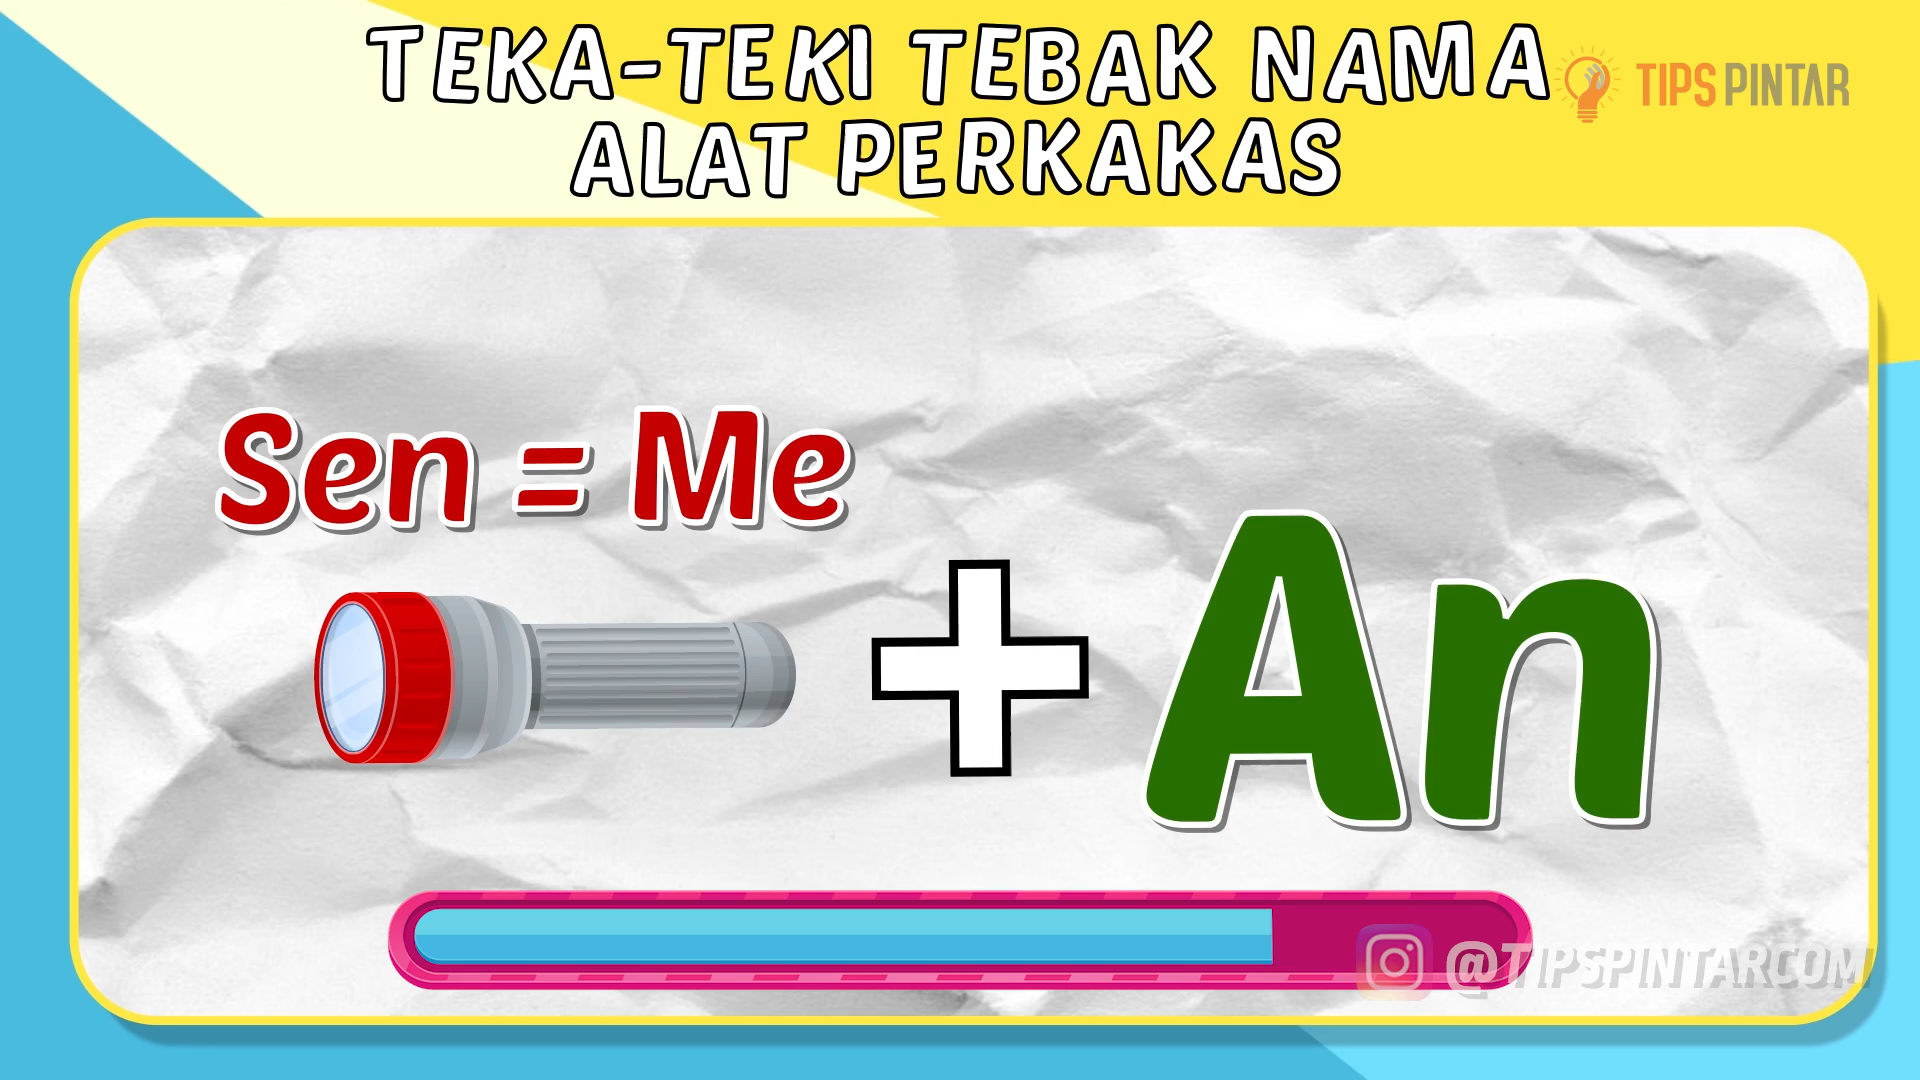 TEKA-TEKI TEBAK NAMA
ALAT PERKAKAS
TIPS PINTAR
Sen = Me
+ An
@TIPSPINTARCOM